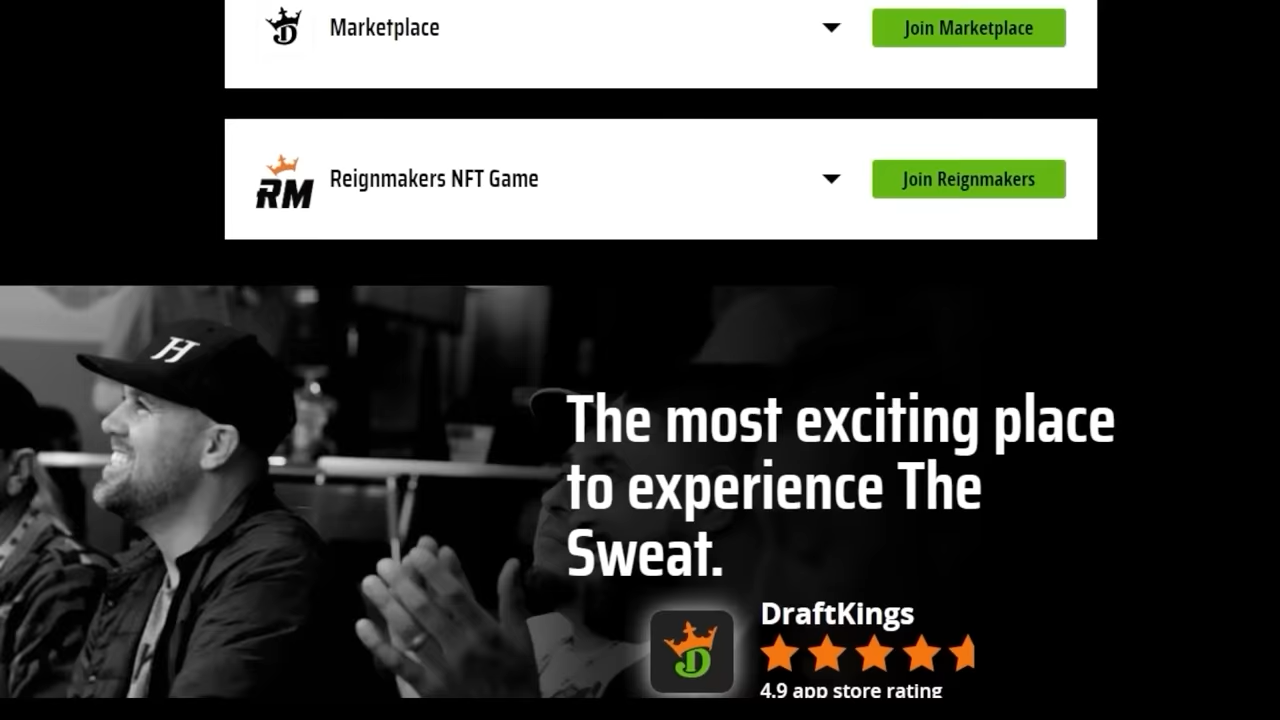 Marketplace
Join Marketplace
RM
Reignmakers NFT Game
Join Reignmakers
H
The most exciting place
to experience The
Sweat.
DraftKings
4.9 app store rating